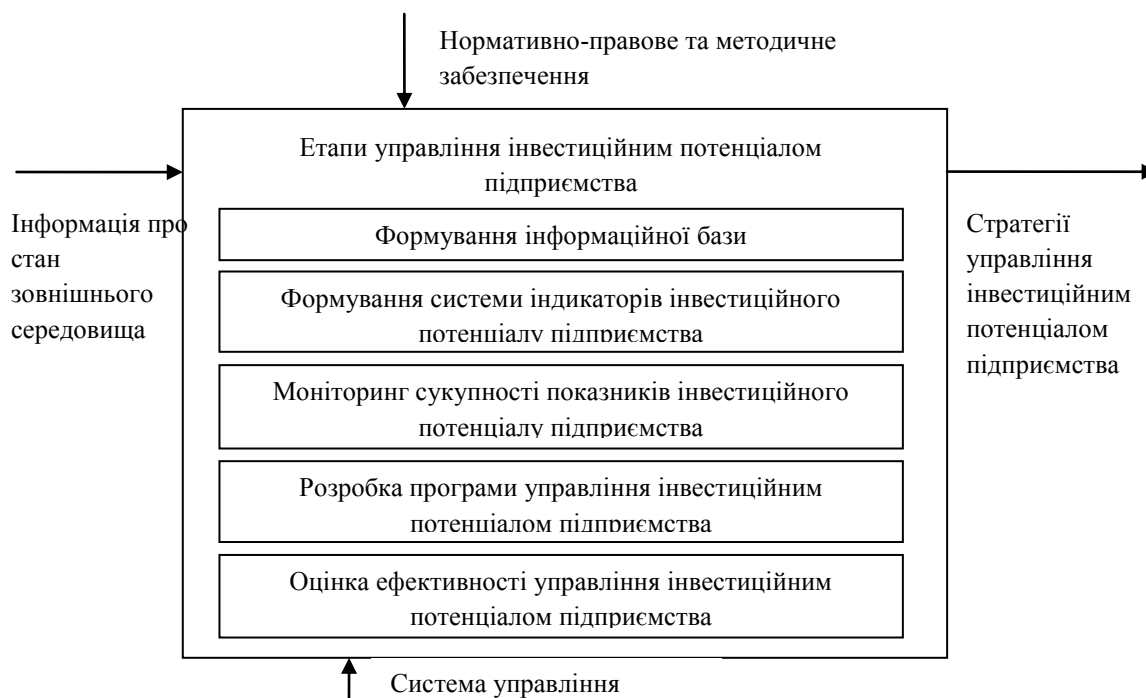 Нормативно-правове та методичне
забезпечення
Етапи управління інвестиційним потенціалом
підприємства
Інформація про
стан
зовнішнього
середовища
Формування інформаційної бази
Формування системи індикаторів інвестиційного
потенціалу підприємства
Моніторинг сукупності показників інвестиційного
потенціалу підприємства
Розробка програми управління інвестиційним
потенціалом підприємства
Оцінка ефективності управління інвестиційним
потенціалом підприємства
Стратегії
управління
інвестиційним
потенціалом
підприємства
Система управління